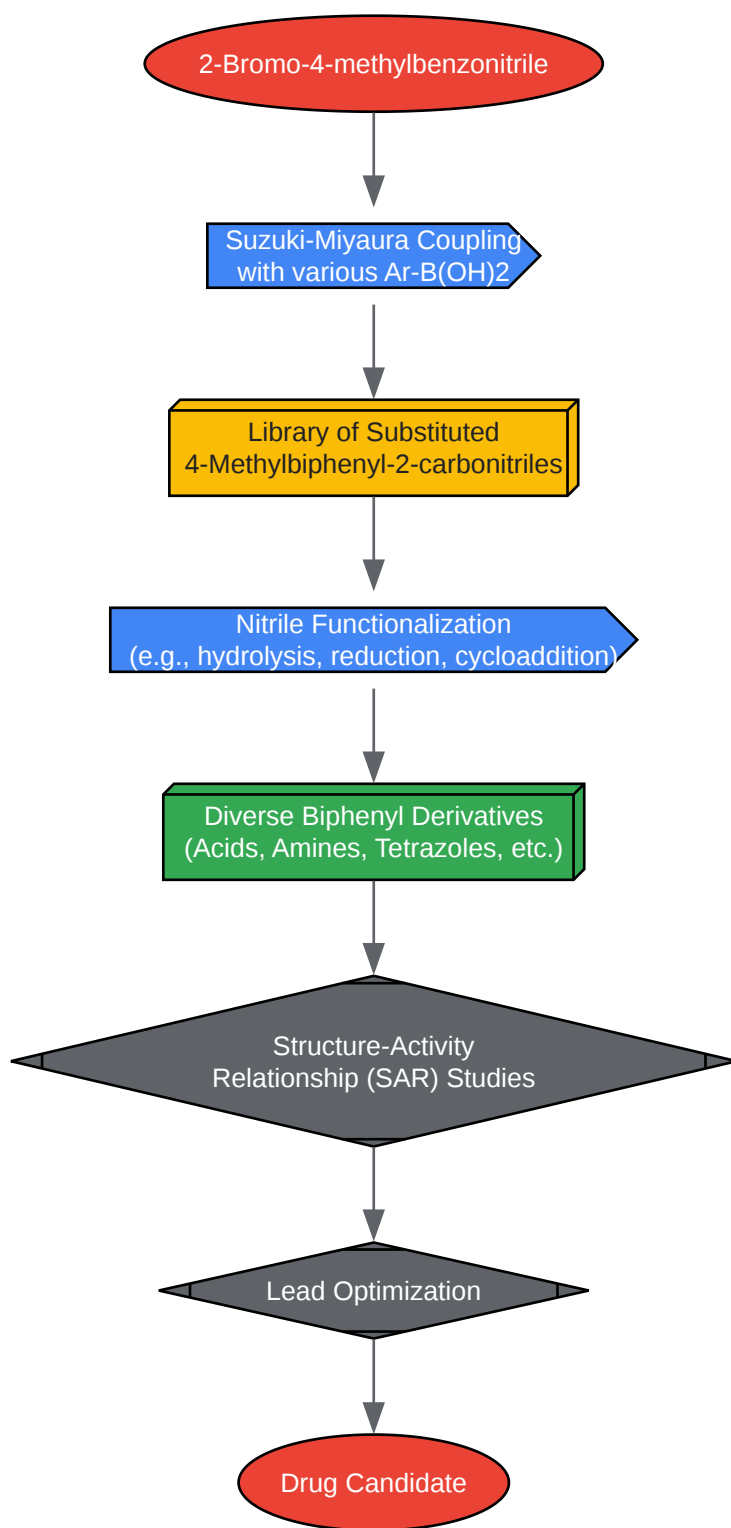 2-Bromo-4-methylbenzonitrile
Suzuki-Miyaura Coupling
with various Ar-B(OH)2
Library of Substituted
4-Methylbiphenyl-2-carbonitriles
Nitrile Functionalization
(e.g., hydrolysis, reduction, cycloaddition)
Diverse Biphenyl Derivatives
(Acids, Amines, Tetrazoles, etc.)
Structure-Activity
Relationship (SAR) Studies
Lead Optimization
Drug Candidate